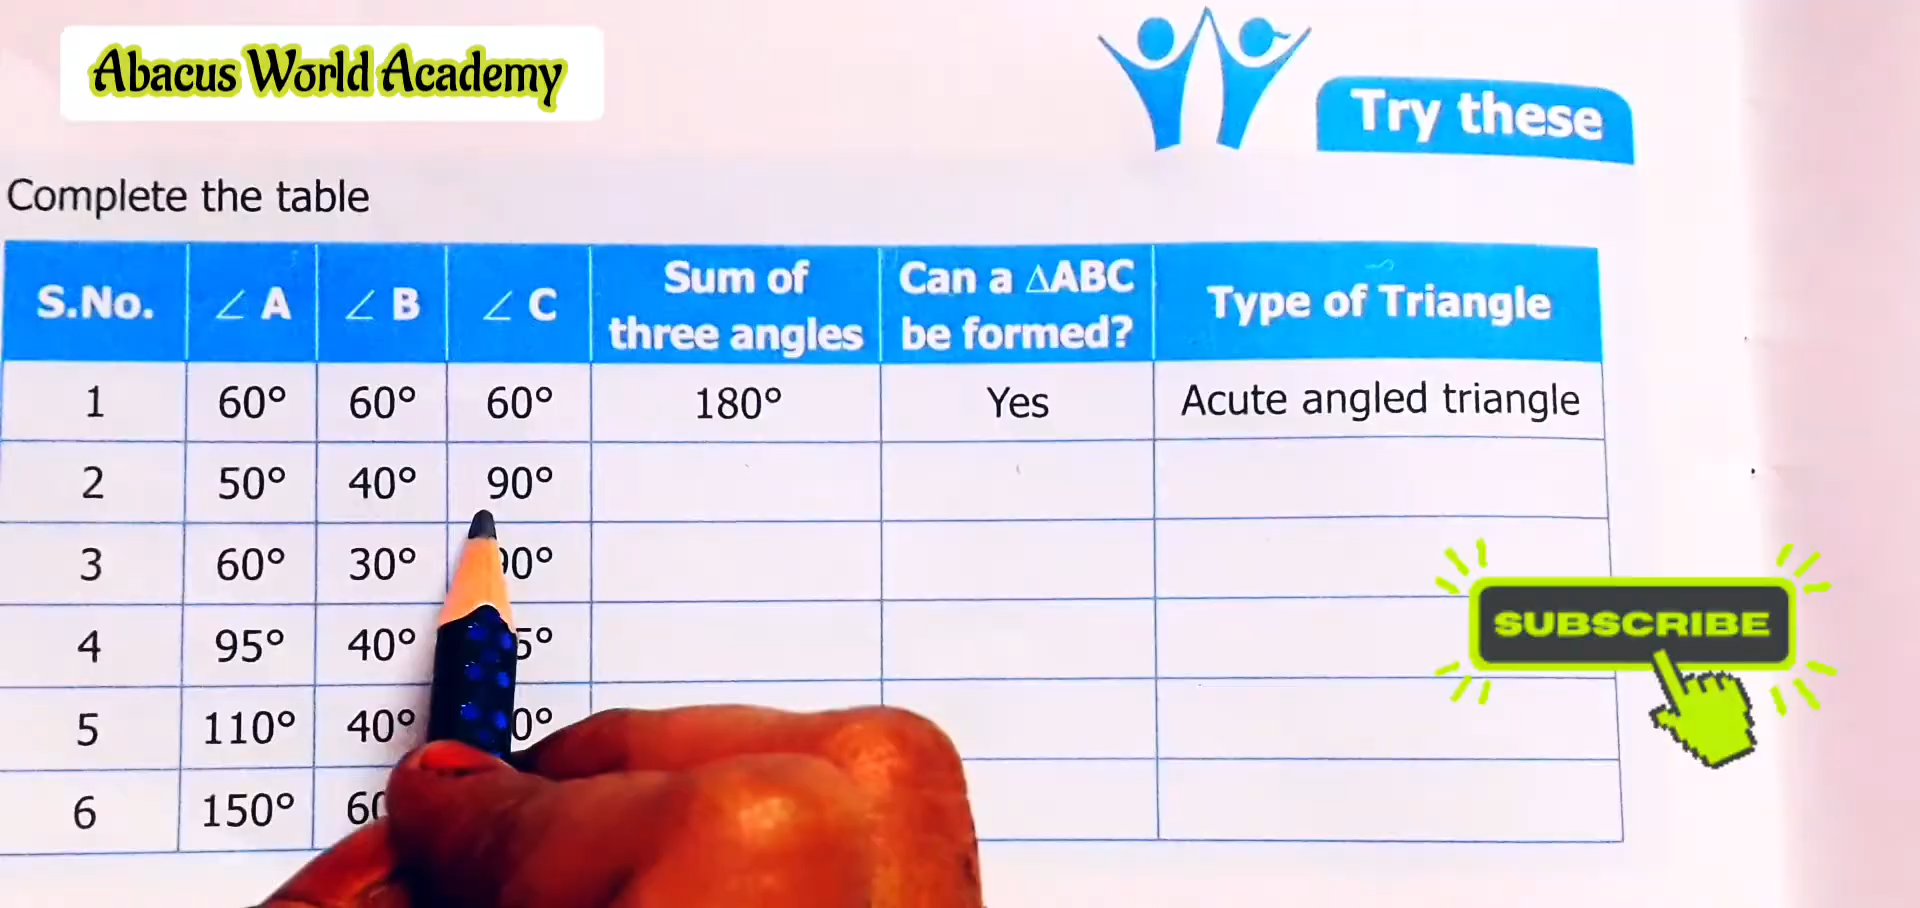 Abacus World Academy
Try these
Complete the table
S.No. ∠ A ∠ B ∠ C Sum of three angles Can a △ABC be formed? Type of Triangle
1 60° 60° 60° 180° Yes Acute angled triangle
2 50° 40° 90°
3 60° 30°
4 95° 40°
5 110° 40°
6 150°
SUBSCRIBE